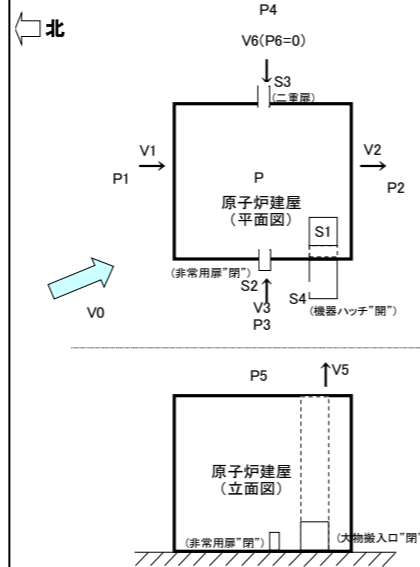 P4
北
V6(P6=0)
S3
(二重扉)
V1
V2
P1
P
P2
原子炉建屋
(平面図)
S1
(非常用扉"閉")
S2
S4
(機器ハッチ"開")
V0
V3
P3
P5
V5
原子炉建屋
(立面図)
(非常用扉"閉")
(大物搬入口"閉")